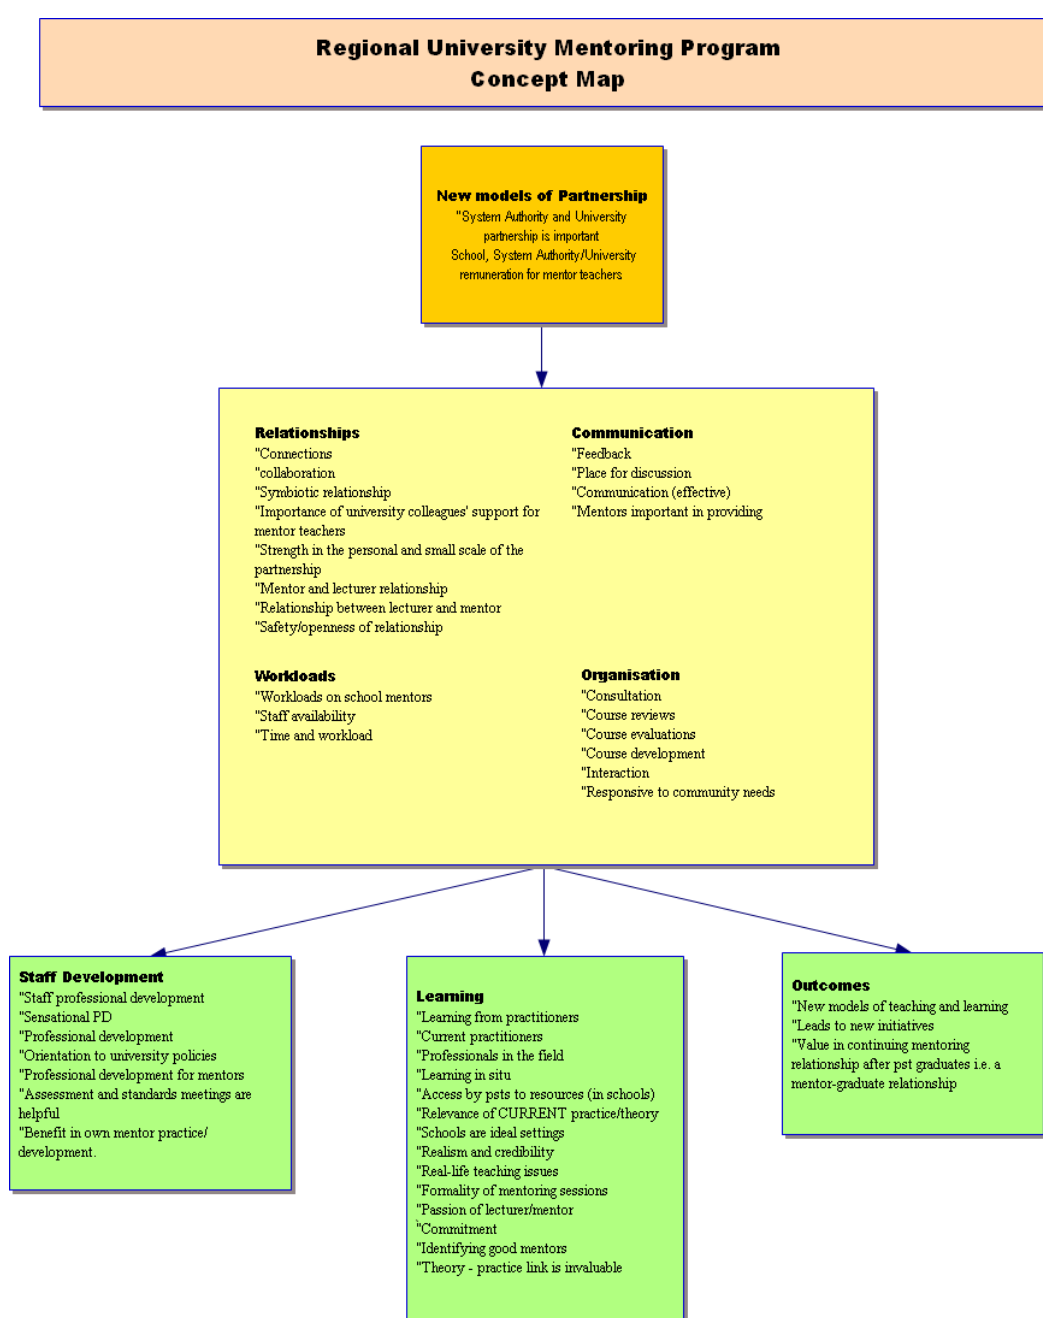 Regional University Mentoring Program
Concept Map
New models of Partnership
"System Authority and University
partnership is important
School, System Authority/University
remuneration for mentor teachers
Relationships
"Connections
"collaboration
"Symbiotic relationship
"Importance of university colleagues' support for
mentor teachers
"Strength in the personal and small scale of the
partnership
"Mentor and lecturer relationship
"Relationship between lecturer and mentor
"Safety/openness of relationship
Communication
"Feedback
"Place for discussion
"Communication (effective)
"Mentors important in providing
Workloads
"Workloads on school mentors
"Staff availability
"Time and workload
Organisation
"Consultation
"Course reviews
"Course evaluations
"Course development
"Interaction
"Responsive to community needs
Staff Development
"Staff professional development
"Sensational PD
"Professional development
"Orientation to university policies
"Professional development for mentors
"Assessment and standards meetings are
helpful
"Benefit in own mentor practice/
development.
Learning
"Learning from practitioners
"Current practitioners
"Professionals in the field
"Learning in situ
"Access by psts to resources (in schools)
"Relevance of CURRENT practice/theory
"Schools are ideal settings
"Realism and credibility
"Real-life teaching issues
"Formality of mentoring sessions
"Passion of lecturer/mentor
"Commitment
"Identifying good mentors
"Theory - practice link is invaluable
Outcomes
"New models of teaching and learning
"Leads to new initiatives
"Value in continuing mentoring
relationship after pst graduates i.e. a
mentor-graduate relationship